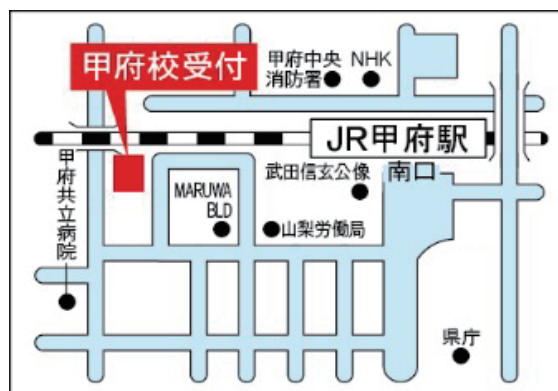 甲府校受付
甲府中央
消防署
NHK
JR甲府駅
甲府共立病院
MARUWA
BLD
武田信玄公像
南口
山梨労働局
県庁